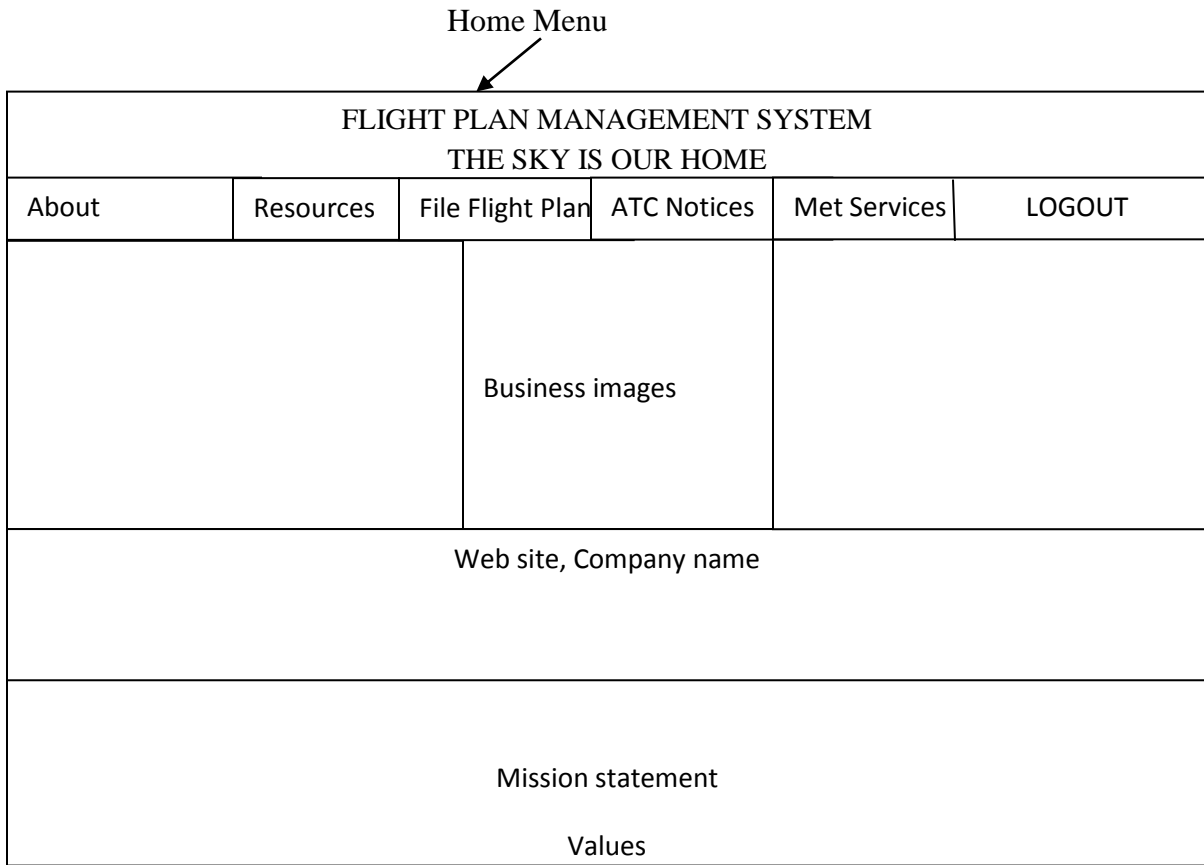 Home Menu
FLIGHT PLAN MANAGEMENT SYSTEM
THE SKY IS OUR HOME
About Resources File Flight Plan ATC Notices Met Services LOGOUT
Business images
Web site, Company name
Mission statement
Values